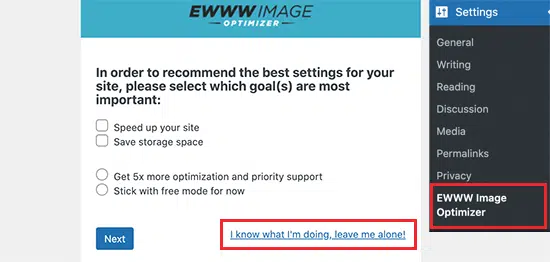 EWWW IMAGE
OPTIMIZER
In order to recommend the best settings for your
site, please select which goal(s) are most
important:
Speed up your site
Save storage space
Get 5x more optimization and priority support
Stick with free mode for now
Next
I know what I'm doing, leave me alone!
Settings
General
Writing
Reading
Discussion
Media
Permalinks
Privacy
EWWW Image
Optimizer